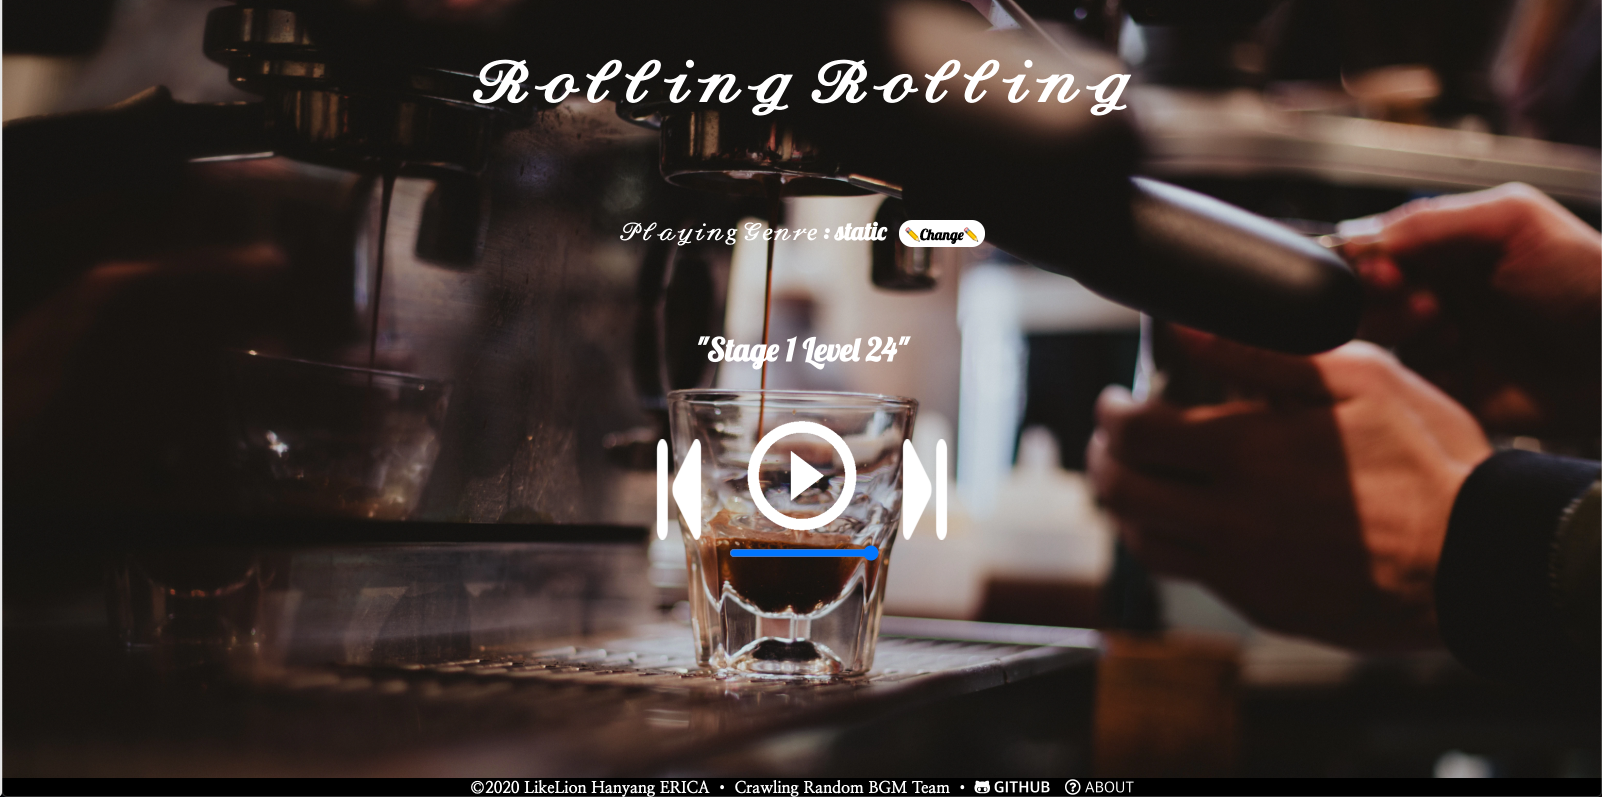 Rolling Rolling
Playing Genre : static ✏️Change✏️
"Stage 1 Level 24"
©2020 LikeLion Hanyang ERICA • Crawling Random BGM Team • GITHUB ABOUT